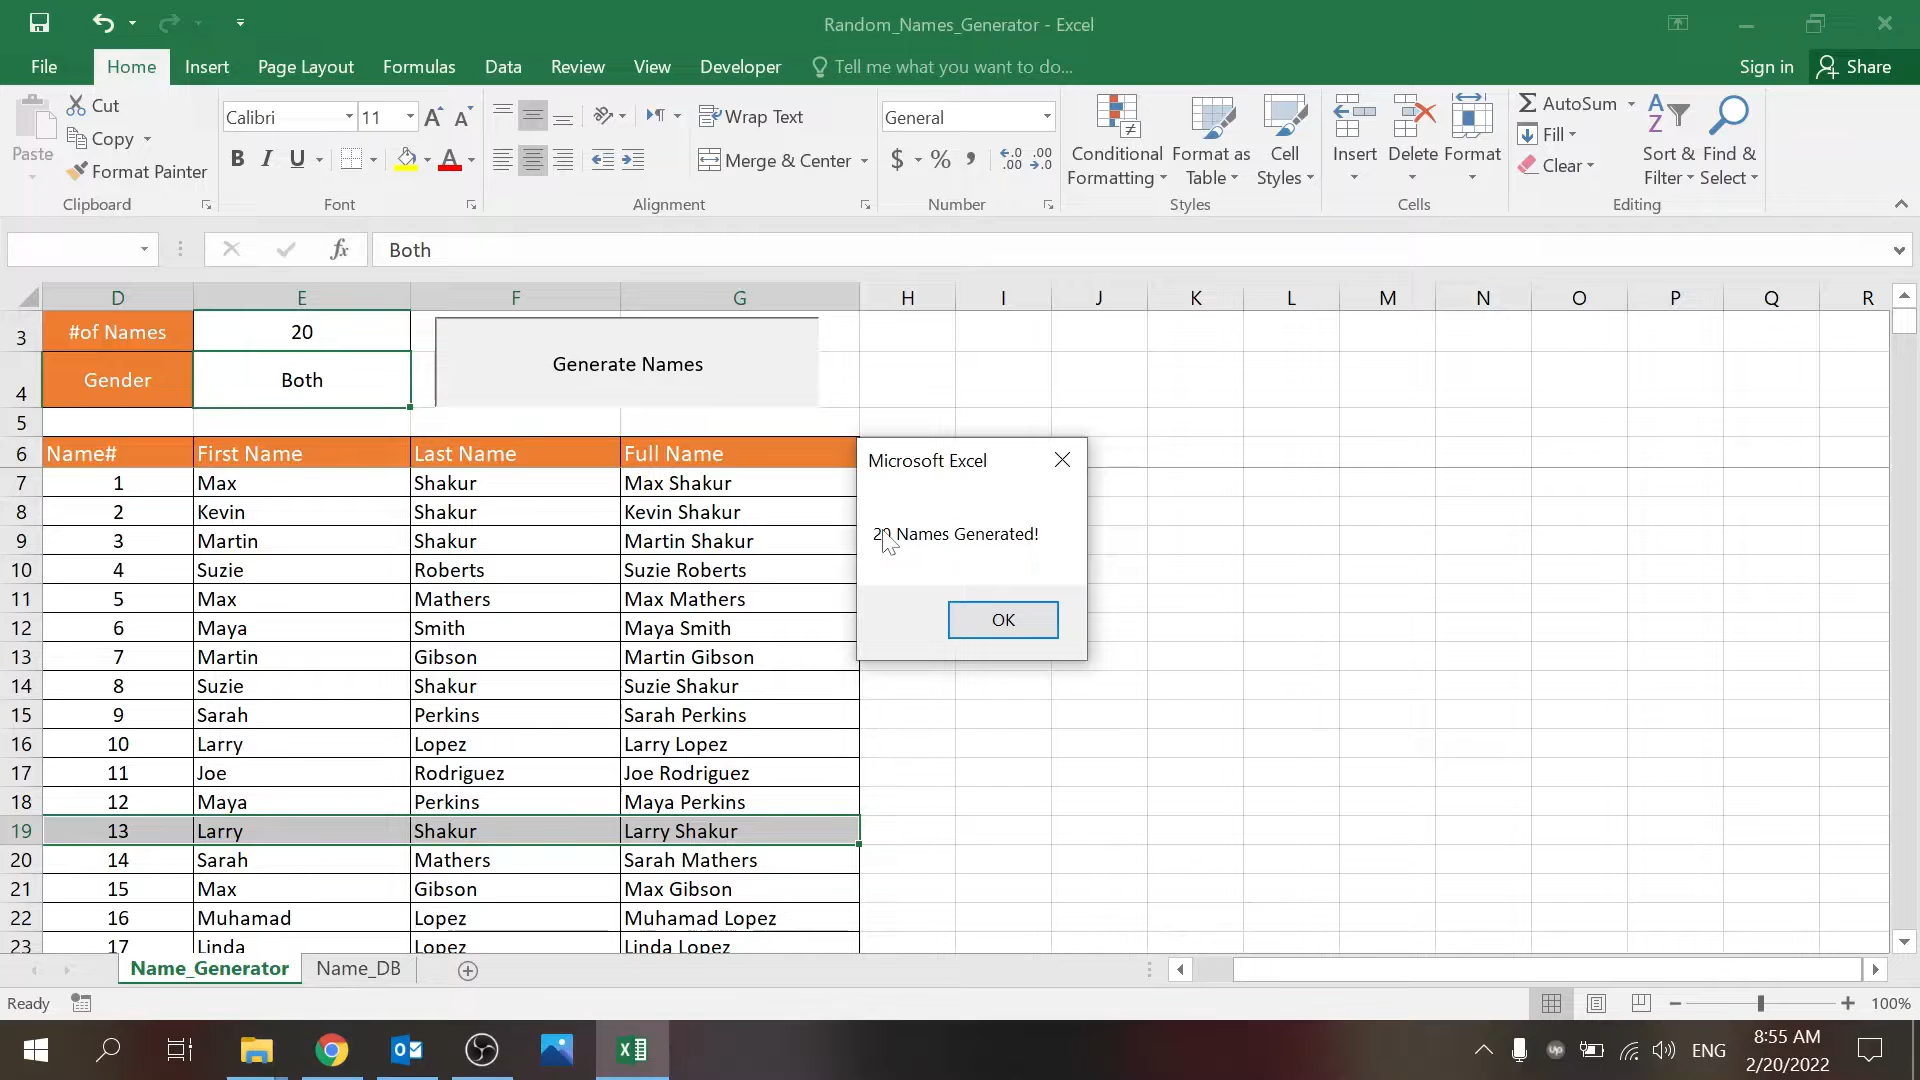 Random_Names_Generator - Excel
File Home Insert Page Layout Formulas Data Review View Developer Tell me what you want to do... Sign in Share
Paste
Cut
Copy
Format Painter
Clipboard
Calibri 11
B I U
Font
Wrap Text
Merge & Center
Alignment
General
$ % ,
Number
Conditional Formatting
Format as Table
Cell Styles
Styles
Insert Delete Format
Cells
AutoSum
Fill
Clear
Sort & Filter
Find & Select
Editing
fx Both
D E F G H I J K L M N O P Q R
3 #of Names 20
Generate Names
4 Gender Both
5
6 Name# First Name Last Name Full Name
7 1 Max Shakur Max Shakur
8 2 Kevin Shakur Kevin Shakur
9 3 Martin Shakur Martin Shakur
10 4 Suzie Roberts Suzie Roberts
11 5 Max Mathers Max Mathers
12 6 Maya Smith Maya Smith
13 7 Martin Gibson Martin Gibson
14 8 Suzie Shakur Suzie Shakur
15 9 Sarah Perkins Sarah Perkins
16 10 Larry Lopez Larry Lopez
17 11 Joe Rodriguez Joe Rodriguez
18 12 Maya Perkins Maya Perkins
19 13 Larry Shakur Larry Shakur
20 14 Sarah Mathers Sarah Mathers
21 15 Max Gibson Max Gibson
22 16 Muhamad Lopez Muhamad Lopez
23 17 Linda Lopez Linda Lopez
Microsoft Excel
20 Names Generated!
OK
Name_Generator Name_DB
Ready
100%
ENG
8:55 AM
2/20/2022